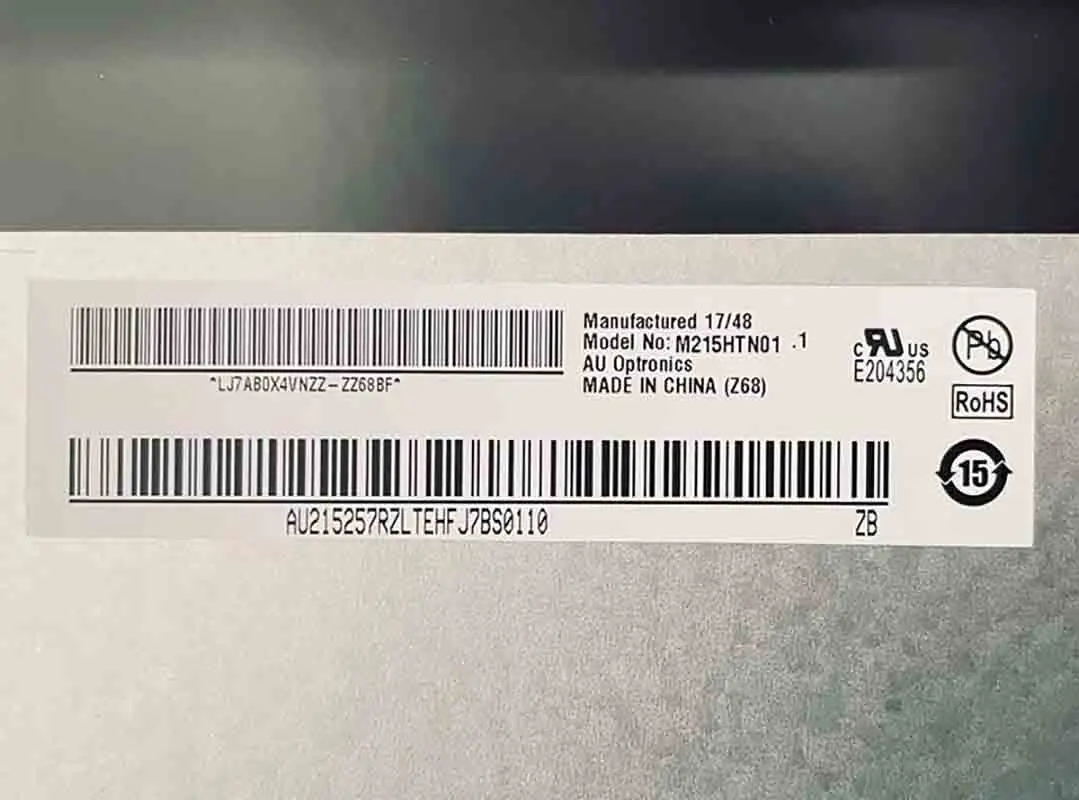 Manufactured 17/48
Model No: M215HTN01 .1
AU Optronics
MADE IN CHINA (Z68)
*LJ7AB0X4VNZZ-ZZ68BF*
c RU US
E204356
Pb
RoHS
15
AU215257RZLTEHFJ7BS0110
ZB